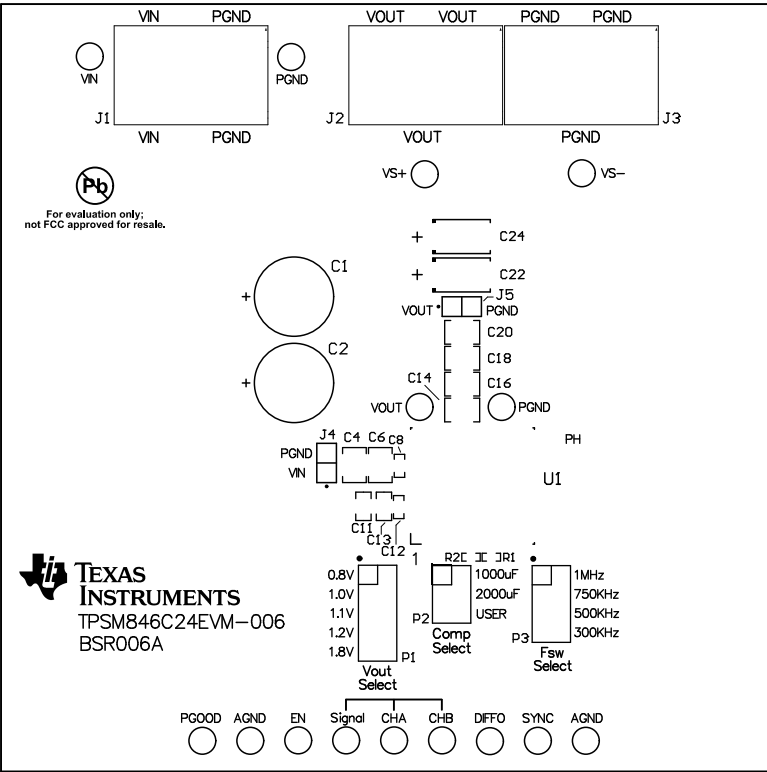 VIN PGND VOUT VOUT PGND PGND
VIN PGND
J1 J2 J3
VIN PGND VOUT PGND
VS+ VS-
Pb
For evaluation only;
not FCC approved for resale.
+ C24
C1
+ C22
+ J5
VOUT PGND
C20
C2
C18
C14 C16
+
VOUT PGND
J4 C4 C6 C8 PH
PGND
VIN U1
C11
C13
C12 1 R2 R1
TEXAS
INSTRUMENTS
TPSM846C24EVM-006
BSR006A
0.8V
1.0V
1.1V
1.2V
1.8V
P1
Vout
Select
1000uF
2000uF
USER
P2
Comp
Select
1MHz
750KHz
500KHz
300KHz
P3
Fsw
Select
PGOOD AGND EN Signal CHA CHB DIFFO SYNC AGND